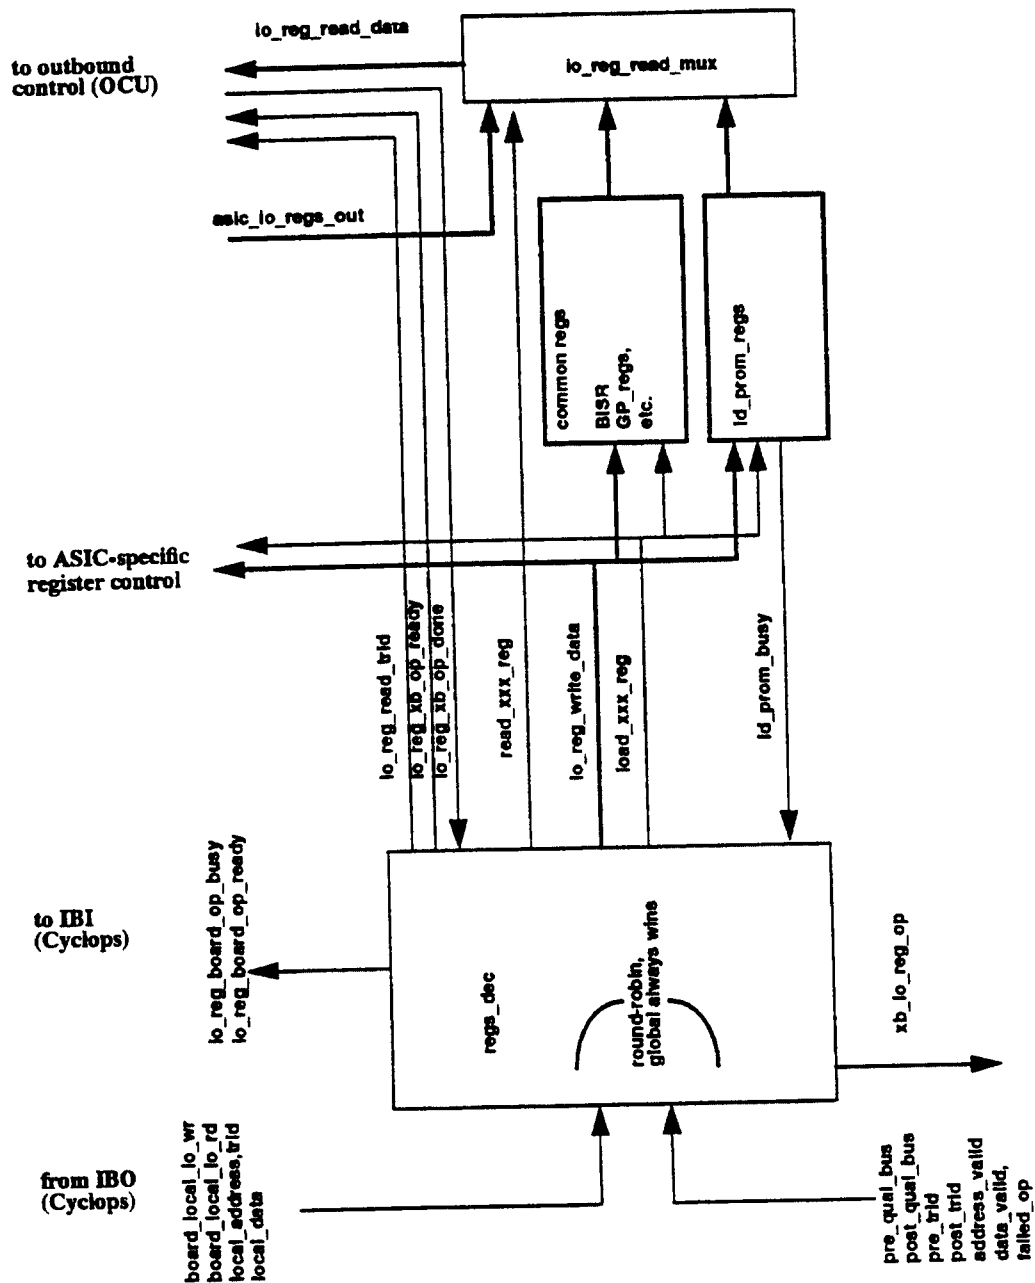 io_reg_read_data
to outbound
control (OCU)
io_reg_read_mux
asic_io_regs_out
common regs
BISR
GP_regs,
etc.
id_prom_regs
to ASIC-specific
register control
io_reg_read_trid
io_reg_xb_op_ready
io_reg_xb_op_done
read_xxx_reg
io_reg_write_data
load_xxx_reg
id_prom_busy
to IBI
(Cyclops)
io_reg_board_op_busy
io_reg_board_op_ready
regs_dec
round-robin,
global always wins
xb_io_reg_op
from IBO
(Cyclops)
board_local_io_wr
board_local_io_rd
local_address,trid
local_data
pre_qual_bus
post_qual_bus
pre_trid
post_trid
address_valid
data_valid,
failed_op